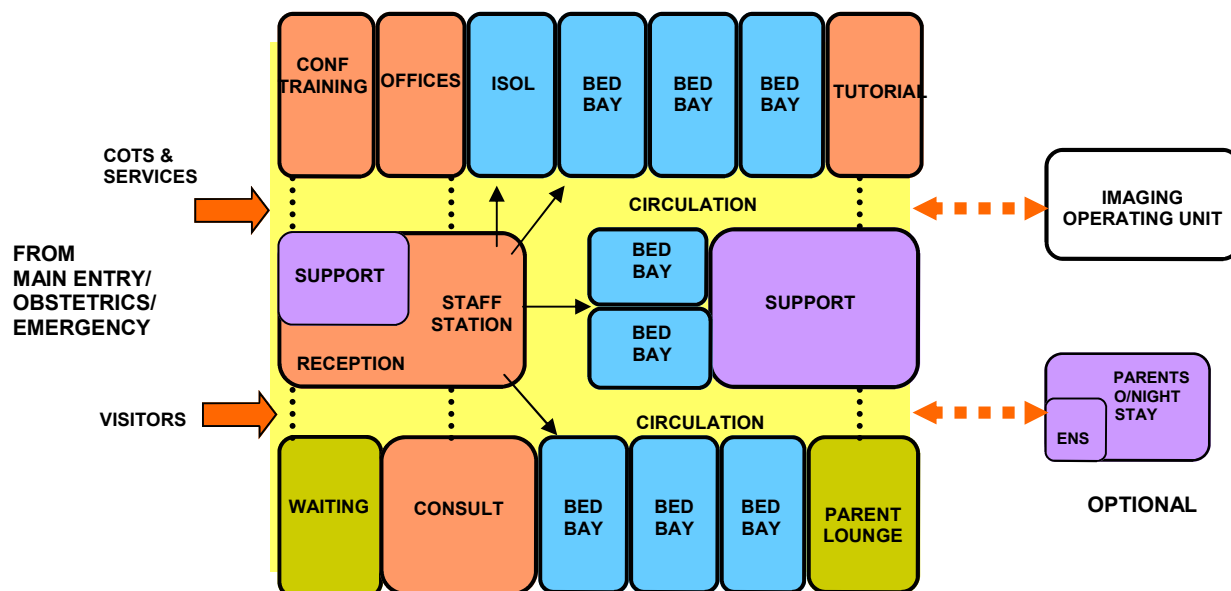 CONF
TRAINING
OFFICES
ISOL
BED
BAY
BED
BAY
BED
BAY
TUTORIAL
COTS &
SERVICES
CIRCULATION
IMAGING
OPERATING UNIT
FROM
MAIN ENTRY/
OBSTETRICS/
EMERGENCY
SUPPORT
STAFF
STATION
RECEPTION
BED
BAY
BED
BAY
SUPPORT
VISITORS
CIRCULATION
PARENTS
O/NIGHT
STAY
ENS
OPTIONAL
WAITING
CONSULT
BED
BAY
BED
BAY
BED
BAY
PARENT
LOUNGE